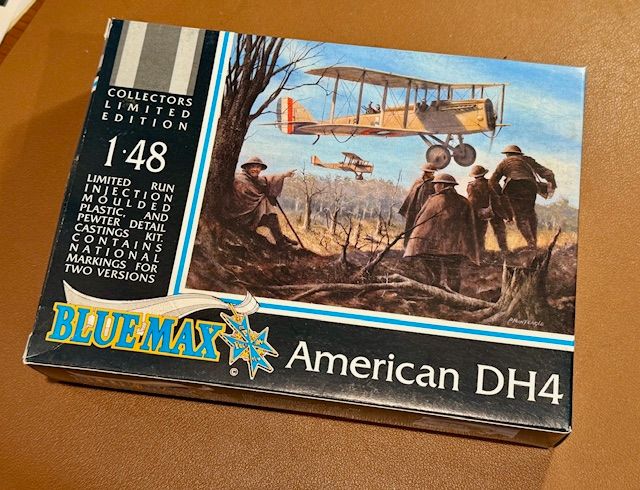 COLLECTORS
LIMITED
EDITION
1·48
LIMITED RUN
INJECTION
MOULDED
PLASTIC, AND
PEWTER DETAIL
CASTINGS KIT.
CONTAINS
NATIONAL
MARKINGS FOR
TWO VERSIONS
BLUE MAX
©
American DH4